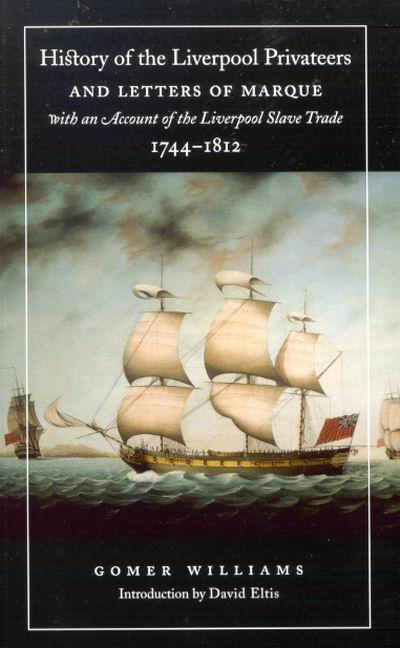 History of the Liverpool Privateers
AND LETTERS OF MARQUE
with an Account of the Liverpool Slave Trade
1744–1812
GOMER WILLIAMS
Introduction by David Eltis